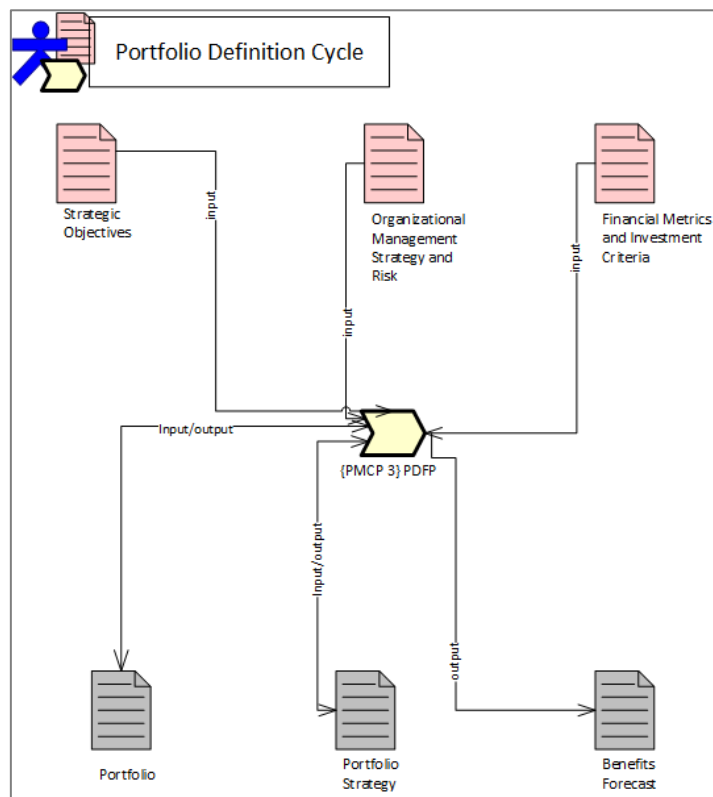 Portfolio Definition Cycle
Strategic
Objectives
Organizational
Management
Strategy and
Risk
Financial Metrics
and Investment
Criteria
input
input
input
Input/output
{PMCP 3} PDFP
Input/output
output
Portfolio
Portfolio
Strategy
Benefits
Forecast